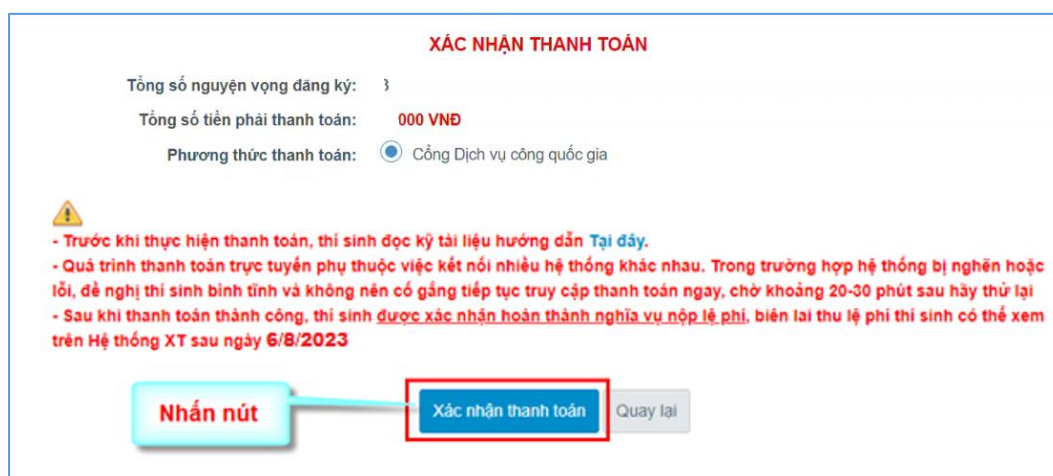 XÁC NHẬN THANH TOÁN
Tổng số nguyện vọng đăng ký:
Tổng số tiền phải thanh toán: 000 VNĐ
Phương thức thanh toán: Cổng Dịch vụ công quốc gia
- Trước khi thực hiện thanh toán, thí sinh đọc kỹ tài liệu hướng dẫn Tại đây.
- Quá trình thanh toán trực tuyến phụ thuộc việc kết nối nhiều hệ thống khác nhau. Trong trường hợp hệ thống bị nghẽn hoặc
lỗi, đề nghị thí sinh bình tĩnh và không nên cố gắng tiếp tục truy cập thanh toán ngay, chờ khoảng 20-30 phút sau hãy thử lại
- Sau khi thanh toán thành công, thí sinh được xác nhận hoàn thành nghĩa vụ nộp lệ phí, biên lai thu lệ phí thí sinh có thể xem
trên Hệ thống XT sau ngày 6/8/2023
Nhấn nút Xác nhận thanh toán Quay lại